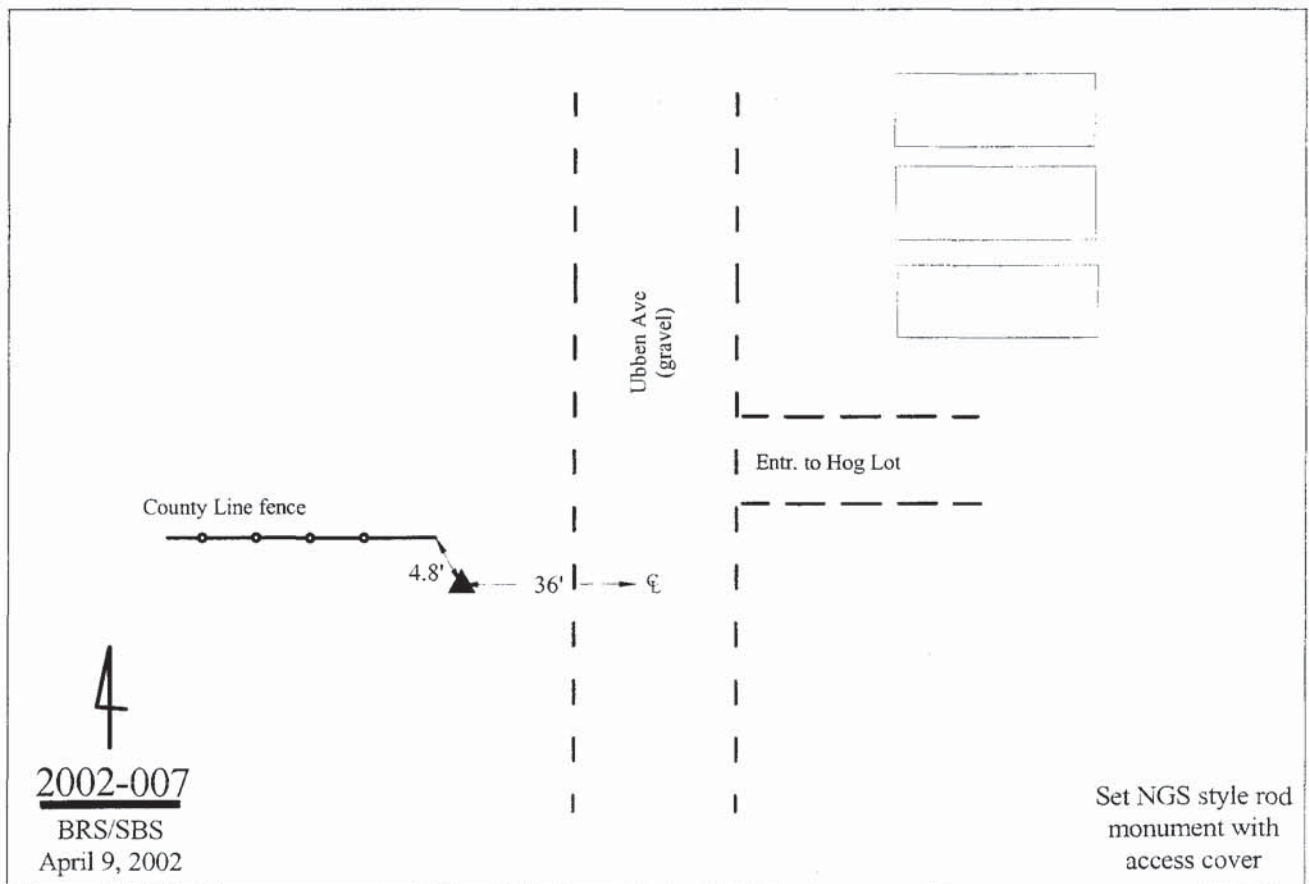 Ubben Ave
(gravel)
Entr. to Hog Lot
County Line fence
4.8'
36'
℄
2002-007
BRS/SBS
April 9, 2002
Set NGS style rod
monument with
access cover